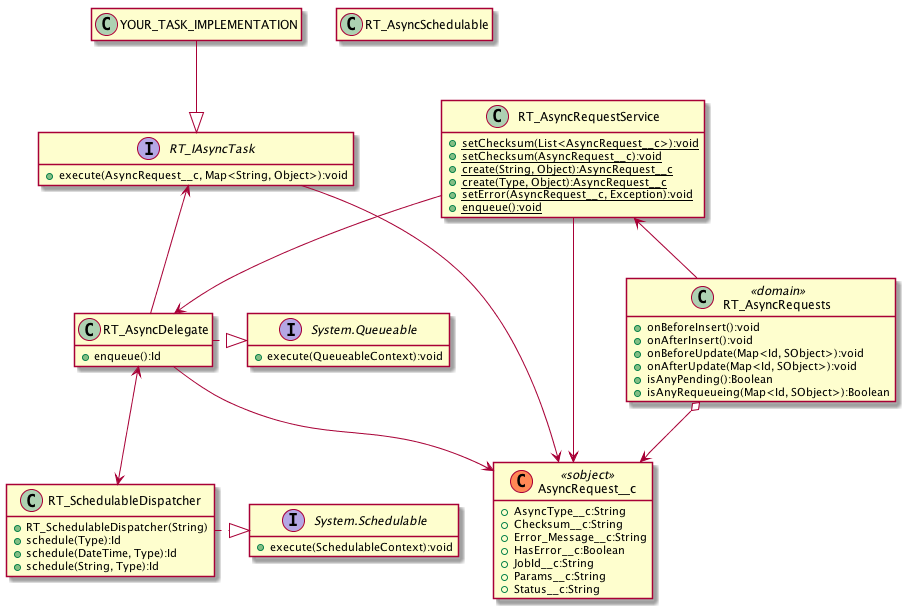 C YOUR_TASK_IMPLEMENTATION
C RT_AsyncSchedulable
C RT_AsyncRequestService
setChecksum(List<AsyncRequest__c>):void
setChecksum(AsyncRequest__c):void
create(String, Object):AsyncRequest__c
create(Type, Object):AsyncRequest__c
setError(AsyncRequest__c, Exception):void
enqueue():void
I RT_IAsyncTask
execute(AsyncRequest__c, Map<String, Object>):void
C «domain»
RT_AsyncRequests
onBeforeInsert():void
onAfterInsert():void
onBeforeUpdate(Map<Id, SObject>):void
onAfterUpdate(Map<Id, SObject>):void
isAnyPending():Boolean
isAnyRequeueing(Map<Id, SObject>):Boolean
C RT_AsyncDelegate
enqueue():Id
I System.Queueable
execute(QueueableContext):void
C RT_SchedulableDispatcher
RT_SchedulableDispatcher(String)
schedule(Type):Id
schedule(DateTime, Type):Id
schedule(String, Type):Id
I System.Schedulable
execute(SchedulableContext):void
C «sobject»
AsyncRequest__c
AsyncType__c:String
Checksum__c:String
Error_Message__c:String
HasError__c:Boolean
JobId__c:String
Params__c:String
Status__c:String